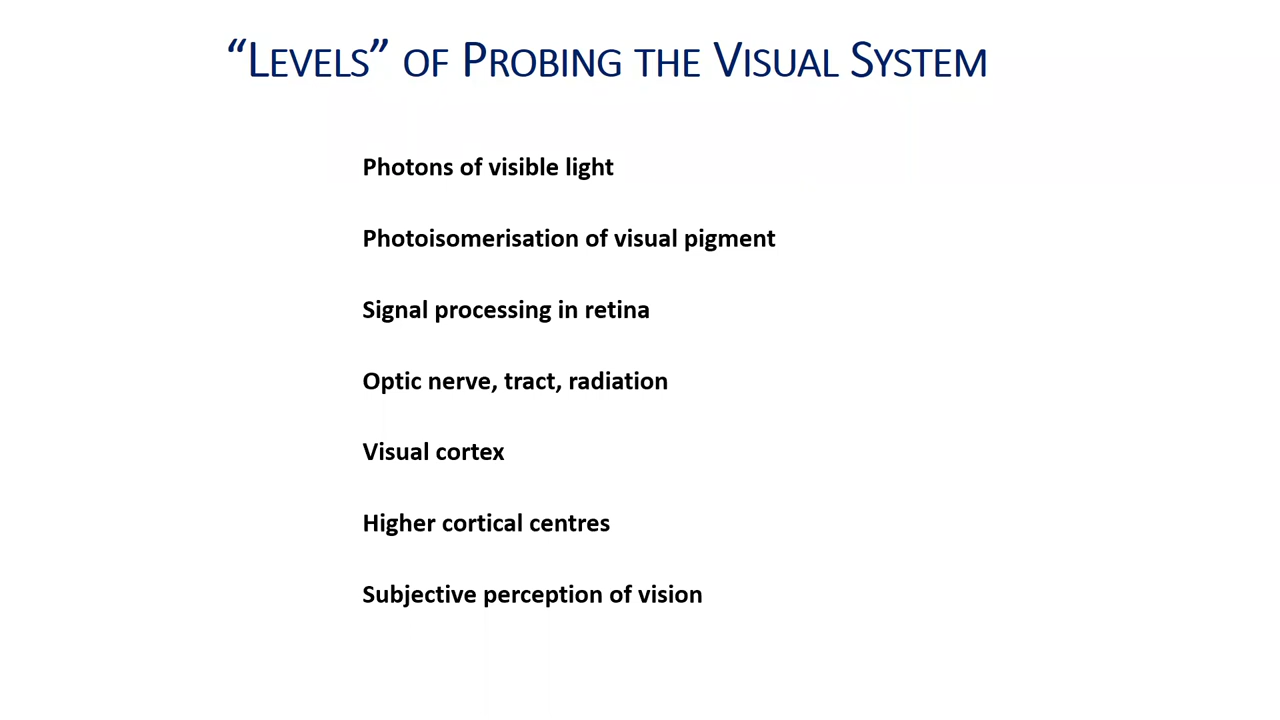 “Levels” of Probing the Visual System
Photons of visible light
Photoisomerisation of visual pigment
Signal processing in retina
Optic nerve, tract, radiation
Visual cortex
Higher cortical centres
Subjective perception of vision